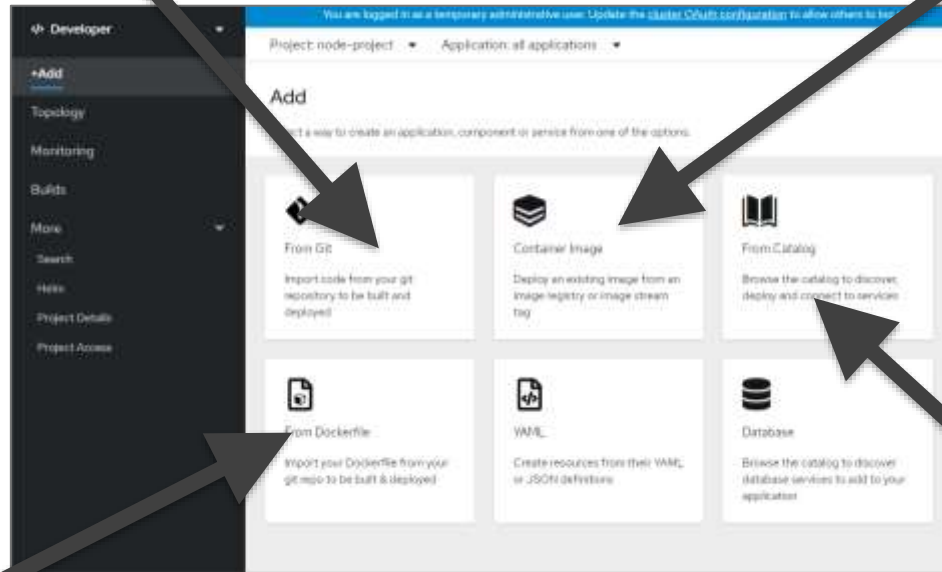 You are logged in as a temporary administrative user. Update the cluster OAuth configuration to allow others to log
Developer
Project: node-project Application: all applications
+Add
Add
a way to create an application, component or service from one of the options.
Topology
Monitoring
Builds
More
Search
Helm
Project Details
Project Access
From Git
Import code from your git
repository to be built and
deployed
Container Image
Deploy an existing image from an
image registry or image stream
tag
From Catalog
Browse the catalog to discover,
deploy and connect to services
From Dockerfile
Import your Dockerfile from your
git repo to be built & deployed
YAML
Create resources from their YAML
or JSON definitions
Database
Browse the catalog to discover
database services to add to your
application